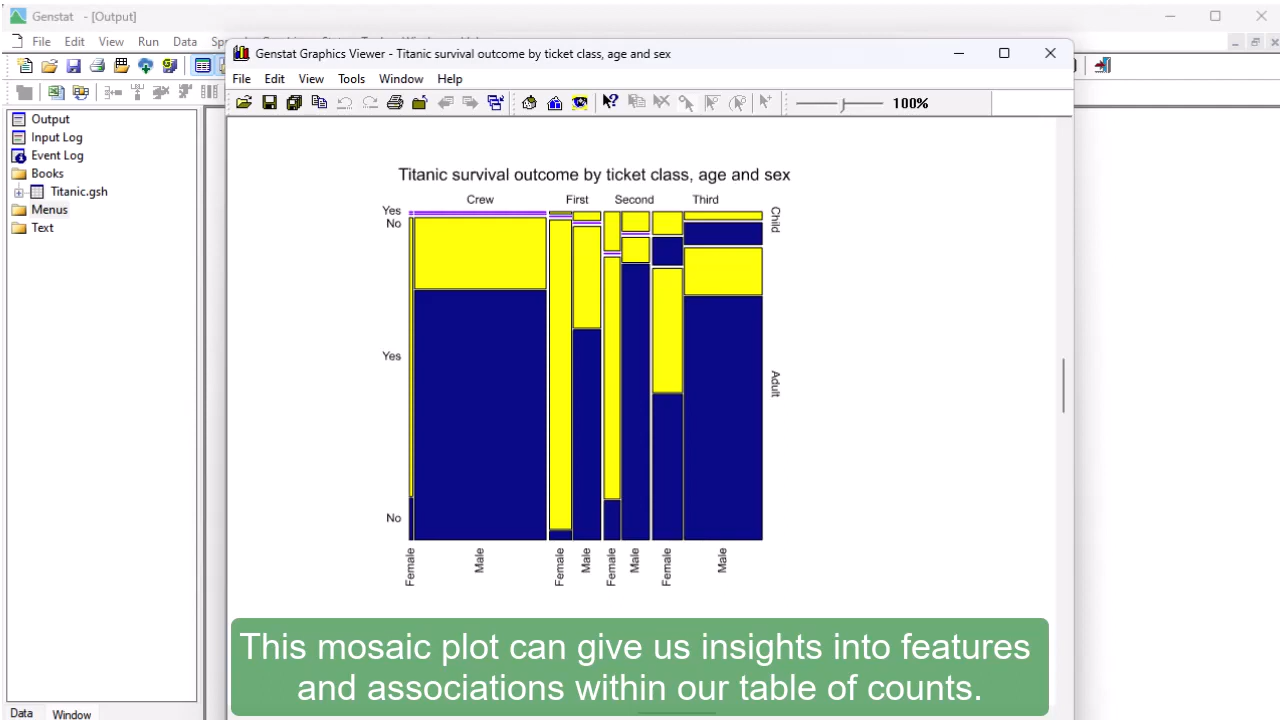 Genstat - [Output]
File Edit View Run Data
Genstat Graphics Viewer - Titanic survival outcome by ticket class, age and sex
File Edit View Tools Window Help
100%
Output
Input Log
Event Log
Books
Titanic.gsh
Menus
Text
Titanic survival outcome by ticket class, age and sex
Crew First Second Third
Yes
No
Yes
No
Child
Adult
Female Male Female Male Female Male Female Male
This mosaic plot can give us insights into features
and associations within our table of counts.
Data Window